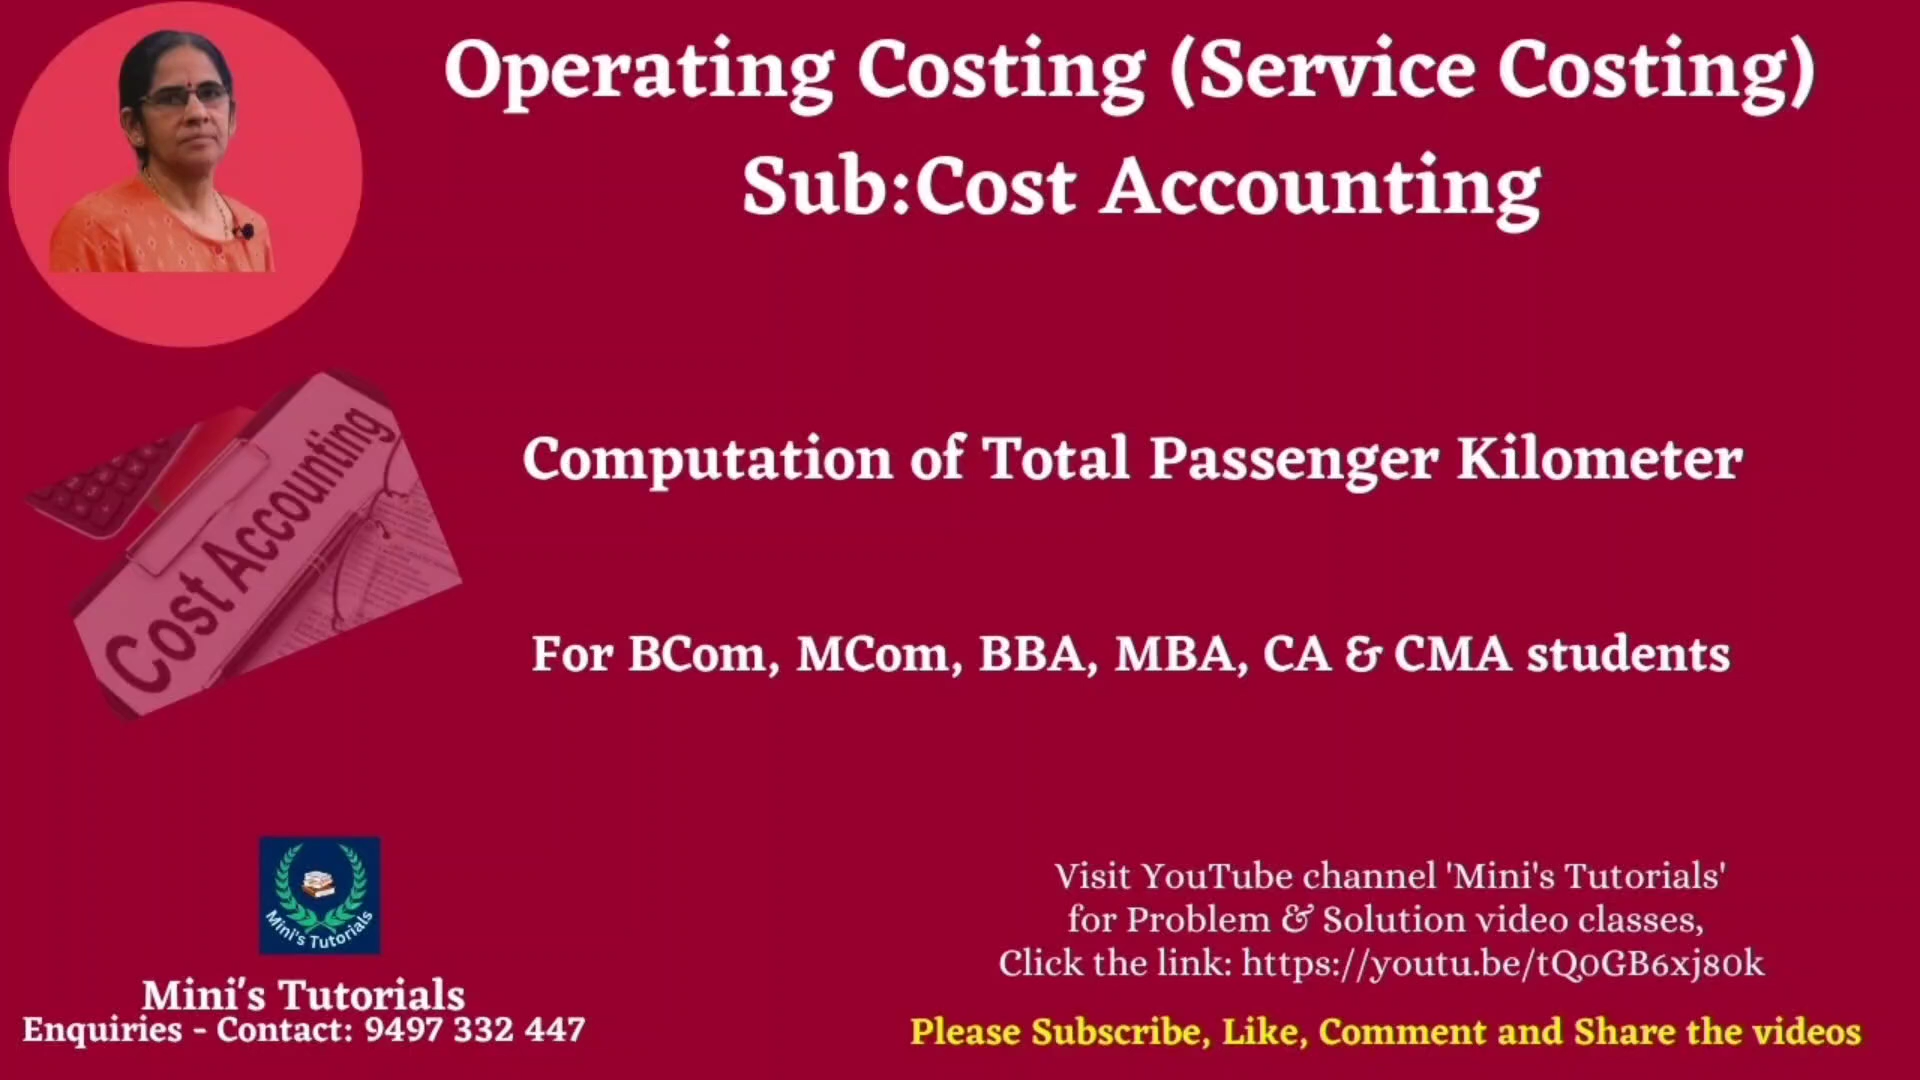 Operating Costing (Service Costing)
Sub:Cost Accounting
Cost Accounting
Computation of Total Passenger Kilometer
For BCom, MCom, BBA, MBA, CA & CMA students
Mini's Tutorials
Mini's Tutorials
Enquiries - Contact: 9497 332 447
Visit YouTube channel 'Mini's Tutorials'
for Problem & Solution video classes,
Click the link: https://youtu.be/tQ0GB6xj80k
Please Subscribe, Like, Comment and Share the videos